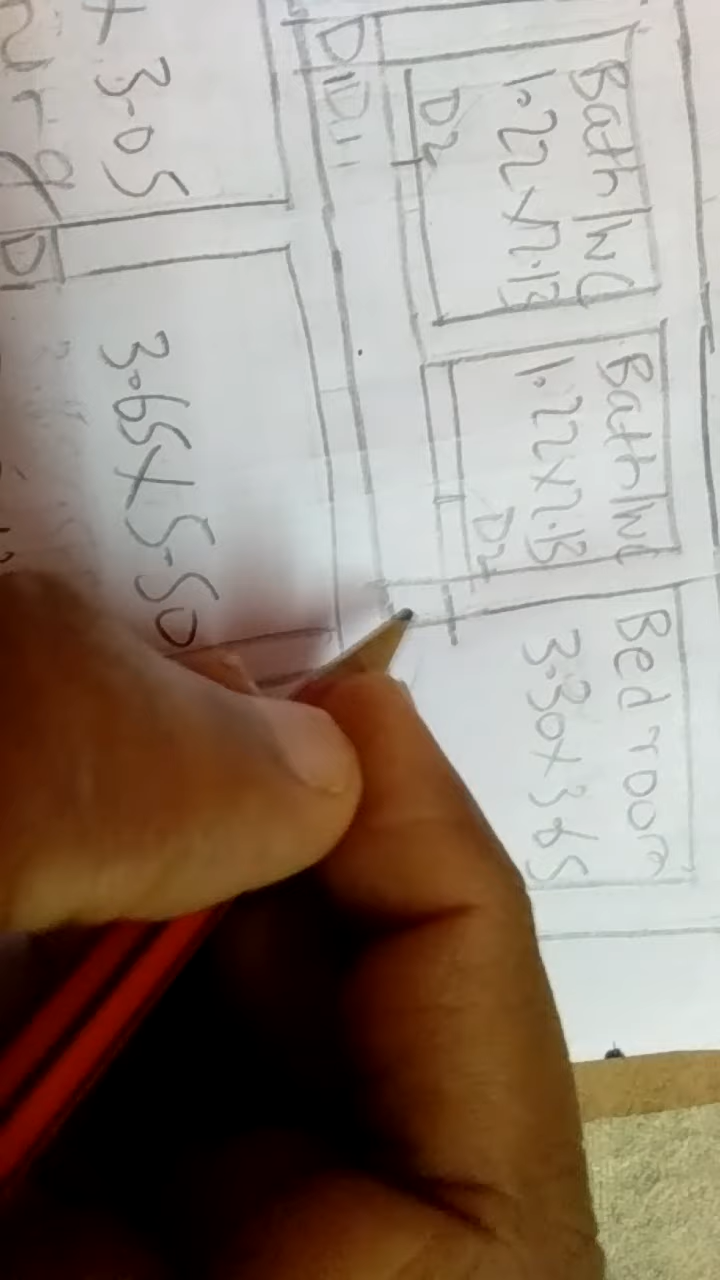 Bath/wc
1.22x2.13
D2
Bath/wc
1.22x2.13
D2
Bed room
3.30x3.65
x 3.05
3.65x5.50
D1